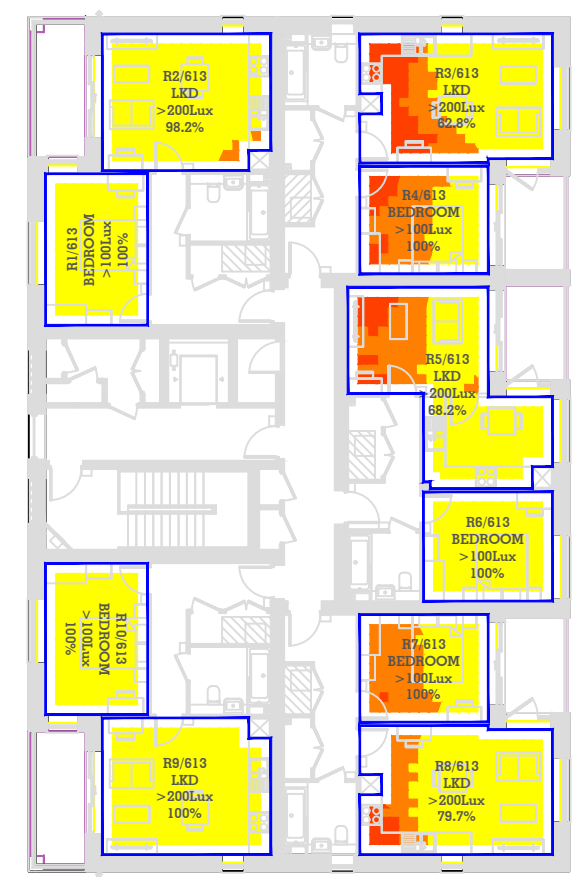 R2/613
LKD
>200Lux
98.2%
R3/613
LKD
>200Lux
62.8%
R1/613
BEDROOM
>100Lux
100%
R4/613
BEDROOM
>100Lux
100%
R5/613
LKD
>200Lux
68.2%
R6/613
BEDROOM
>100Lux
100%
R10/613
BEDROOM
>100Lux
100%
R7/613
BEDROOM
>100Lux
100%
R9/613
LKD
>200Lux
100%
R8/613
LKD
>200Lux
79.7%